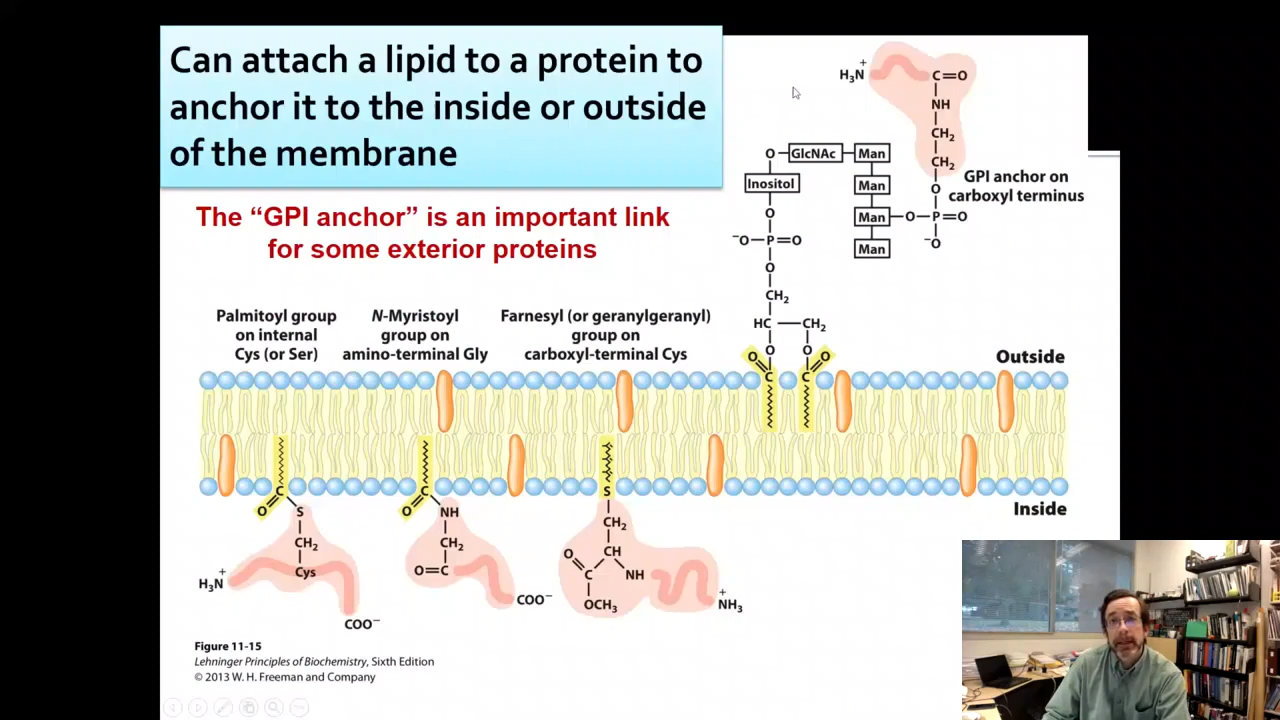 Can attach a lipid to a protein to
anchor it to the inside or outside
of the membrane
The “GPI anchor” is an important link
for some exterior proteins
H₃N⁺
C=O
NH
CH₂
CH₂
O
GPI anchor on
carboxyl terminus
O—GlcNAc—Man
Inositol
Man
O
Man—O—P=O
⁻O
⁻O—P=O
Man
O
CH₂
HC—CH₂
O O
O O
C C
Palmitoyl group
on internal
Cys (or Ser)
N-Myristoyl
group on
amino-terminal Gly
Farnesyl (or geranylgeranyl)
group on
carboxyl-terminal Cys
Outside
Inside
C
O
S
CH₂
Cys
H₃N⁺
COO⁻
C
O
NH
CH₂
O=C
COO⁻
S
CH₂
O
CH
C
NH
OCH₃
⁺NH₃
Figure 11-15
Lehninger Principles of Biochemistry, Sixth Edition
© 2013 W. H. Freeman and Company